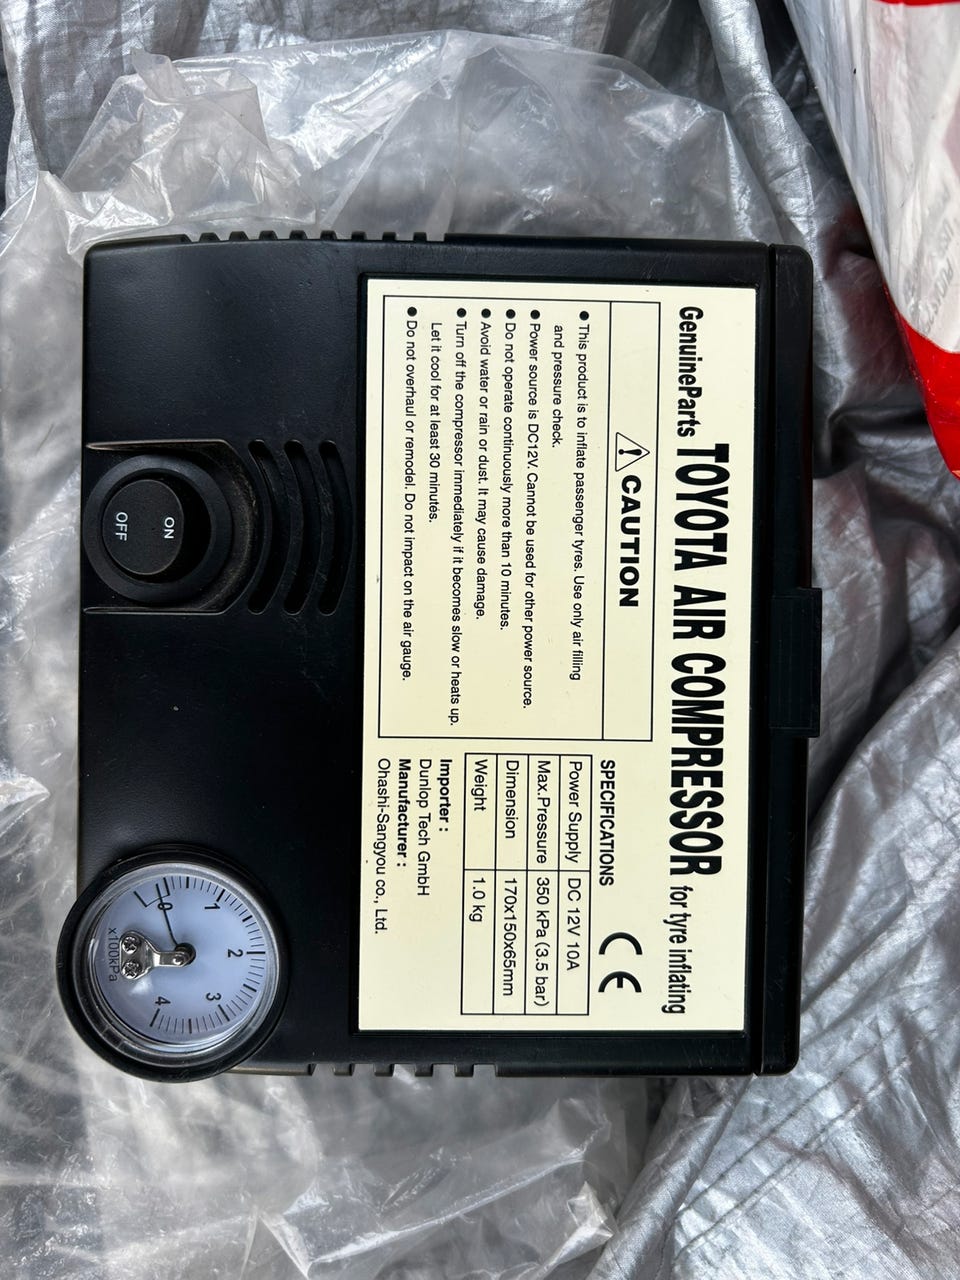 GenuineParts TOYOTA AIR COMPRESSOR for tyre inflating
CAUTION
● This product is to inflate passenger tyres. Use only air filling
and pressure check.
● Power source is DC12V. Cannot be used for other power source.
● Do not operate continuously more than 10 minutes.
● Avoid water or rain or dust. It may cause damage.
● Turn off the compressor immediately if it becomes slow or heats up.
Let it cool for at least 30 minutes.
● Do not overhaul or remodel. Do not impact on the air gauge.
SPECIFICATIONS CE
Power Supply DC 12V 10A
Max.Pressure 350 kPa (3.5 bar)
Dimension 170x150x65mm
Weight 1.0 kg
Importer :
Dunlop Tech GmbH
Manufacturer :
Ohashi-Sangyou co., Ltd.
ON
OFF
0 1 2 3 4
x100kPa